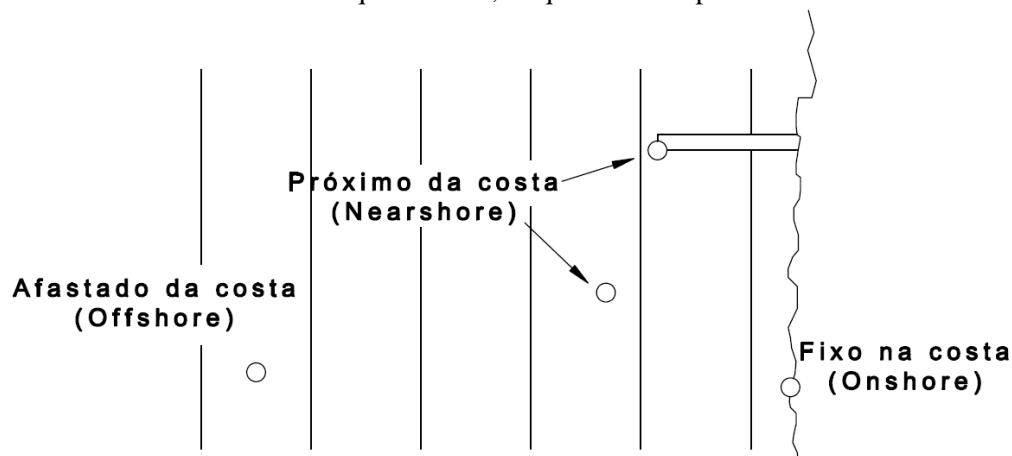 Próximo da costa
(Nearshore)
Afastado da costa
(Offshore)
Fixo na costa
(Onshore)